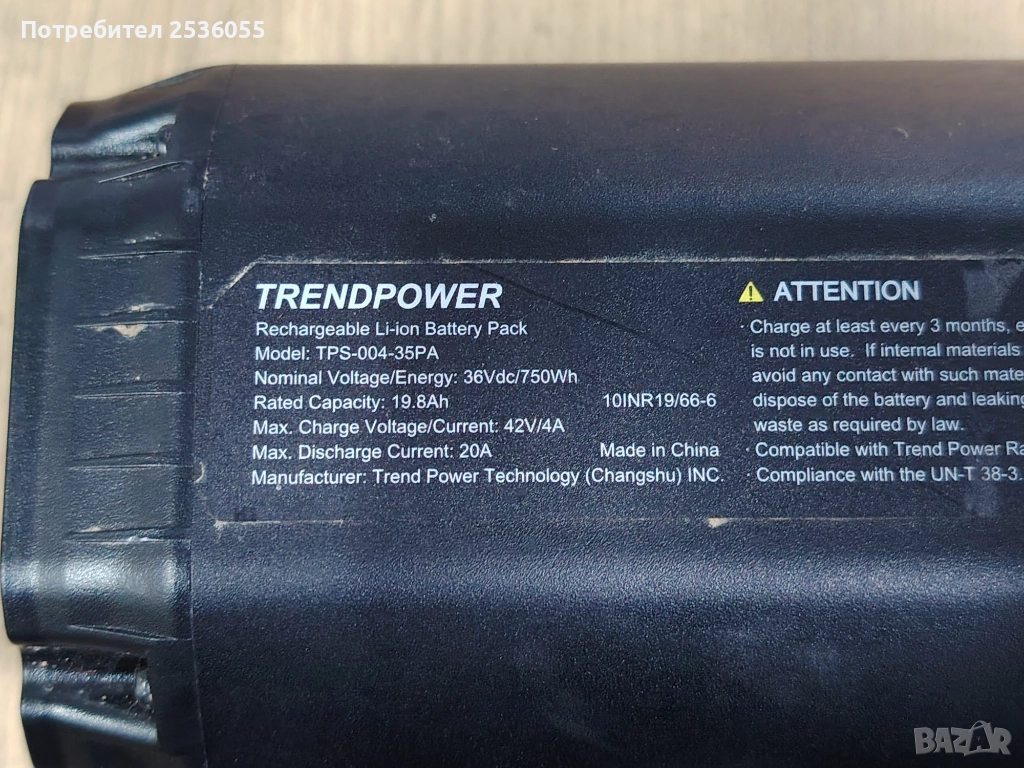 Потребител 2536055
TRENDPOWER
Rechargeable Li-ion Battery Pack
Model: TPS-004-35PA
Nominal Voltage/Energy: 36Vdc/750Wh
Rated Capacity: 19.8Ah 10INR19/66-6
Max. Charge Voltage/Current: 42V/4A
Max. Discharge Current: 20A Made in China
Manufacturer: Trend Power Technology (Changshu) INC.
ATTENTION
· Charge at least every 3 months,
is not in use. If internal materials
avoid any contact with such
dispose of the battery and
waste as required by law.
· Compatible with Trend Power
· Compliance with the UN-T 38-3.
BAZAR